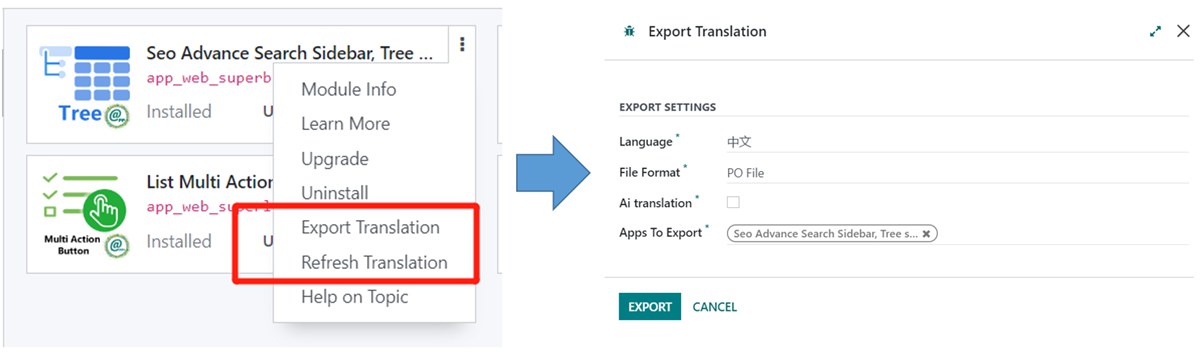 Seo Advance Search Sidebar, Tree ...
app_web_superb
Tree
Installed
U
Module Info
Learn More
Upgrade
Uninstall
Export Translation
Refresh Translation
Help on Topic
List Multi Action
app_web_superl
Multi Action
Button
Installed
U
Export Translation
EXPORT SETTINGS
Language *
中文
File Format *
PO File
Ai translation *
Apps To Export *
Seo Advance Search Sidebar, Tree s... ✖
EXPORT
CANCEL